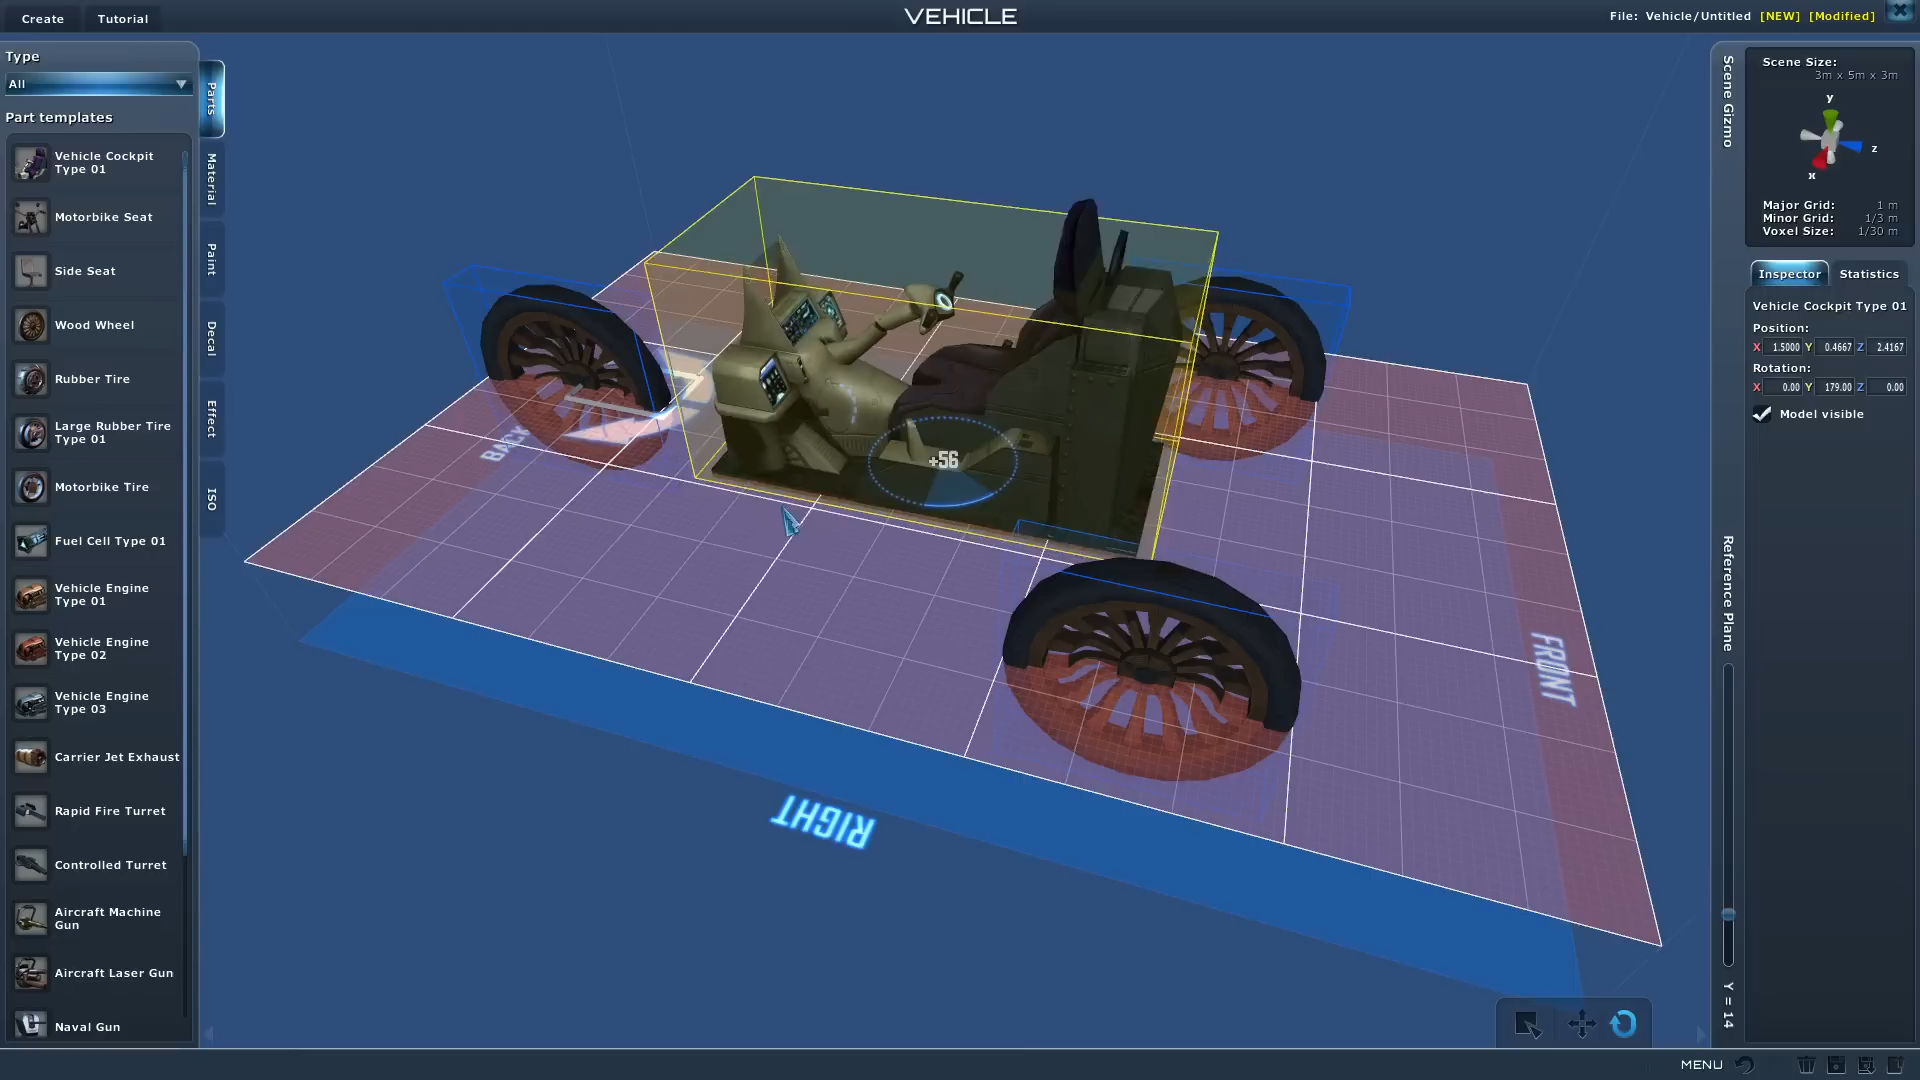 Create
Tutorial
VEHICLE
File: Vehicle/Untitled [NEW] [Modified]
Type
All
Part templates
Vehicle Cockpit
Type 01
Motorbike Seat
Side Seat
Wood Wheel
Rubber Tire
Large Rubber Tire
Type 01
Motorbike Tire
Fuel Cell Type 01
Vehicle Engine
Type 01
Vehicle Engine
Type 02
Vehicle Engine
Type 03
Carrier Jet Exhaust
Rapid Fire Turret
Controlled Turret
Aircraft Machine
Gun
Aircraft Laser Gun
Naval Gun
Parts
Material
Paint
Decal
Effect
ISO
BACK
+56
FRONT
RIGHT
Scene Gizmo
Reference Plane
Y = 14
Scene Size:
3m x 5m x 3m
y
z
x
Major Grid: 1 m
Minor Grid: 1/3 m
Voxel Size: 1/30 m
Inspector
Statistics
Vehicle Cockpit Type 01
Position:
X 1.5000 Y 0.4667 Z 2.4167
Rotation:
X 0.00 Y 179.00 Z 0.00
Model visible
MENU